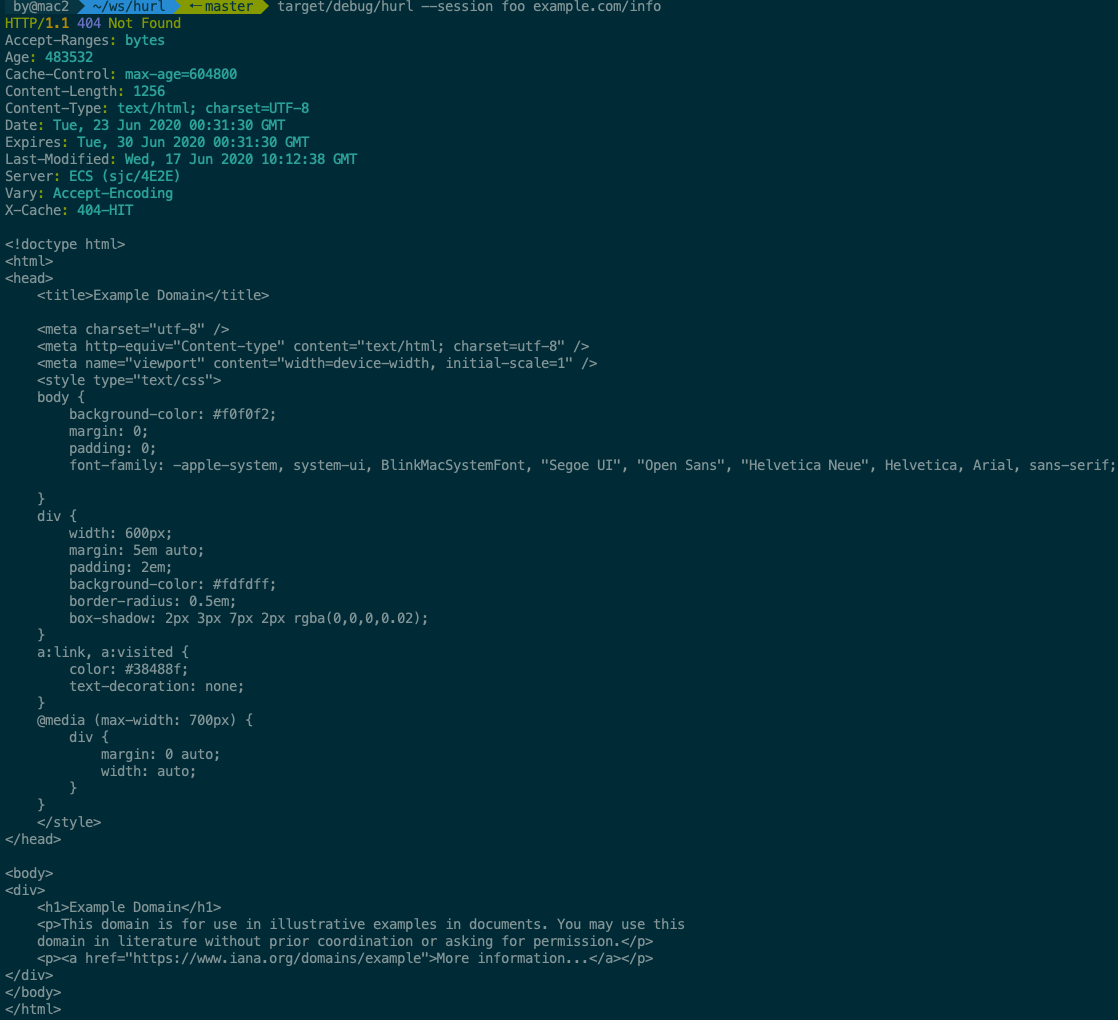 by@mac2 ~/ws/hurl ←master target/debug/hurl --session foo example.com/info
HTTP/1.1 404 Not Found
Accept-Ranges: bytes
Age: 483532
Cache-Control: max-age=604800
Content-Length: 1256
Content-Type: text/html; charset=UTF-8
Date: Tue, 23 Jun 2020 00:31:30 GMT
Expires: Tue, 30 Jun 2020 00:31:30 GMT
Last-Modified: Wed, 17 Jun 2020 10:12:38 GMT
Server: ECS (sjc/4E2E)
Vary: Accept-Encoding
X-Cache: 404-HIT

<!doctype html>
<html>
<head>
    <title>Example Domain</title>

    <meta charset="utf-8" />
    <meta http-equiv="Content-type" content="text/html; charset=utf-8" />
    <meta name="viewport" content="width=device-width, initial-scale=1" />
    <style type="text/css">
    body {
        background-color: #f0f0f2;
        margin: 0;
        padding: 0;
        font-family: -apple-system, system-ui, BlinkMacSystemFont, "Segoe UI", "Open Sans", "Helvetica Neue", Helvetica, Arial, sans-serif;

    }
    div {
        width: 600px;
        margin: 5em auto;
        padding: 2em;
        background-color: #fdfdff;
        border-radius: 0.5em;
        box-shadow: 2px 3px 7px 2px rgba(0,0,0,0.02);
    }
    a:link, a:visited {
        color: #38488f;
        text-decoration: none;
    }
    @media (max-width: 700px) {
        div {
            margin: 0 auto;
            width: auto;
        }
    }
    </style>
</head>

<body>
<div>
    <h1>Example Domain</h1>
    <p>This domain is for use in illustrative examples in documents. You may use this
    domain in literature without prior coordination or asking for permission.</p>
    <p><a href="https://www.iana.org/domains/example">More information...</a></p>
</div>
</body>
</html>